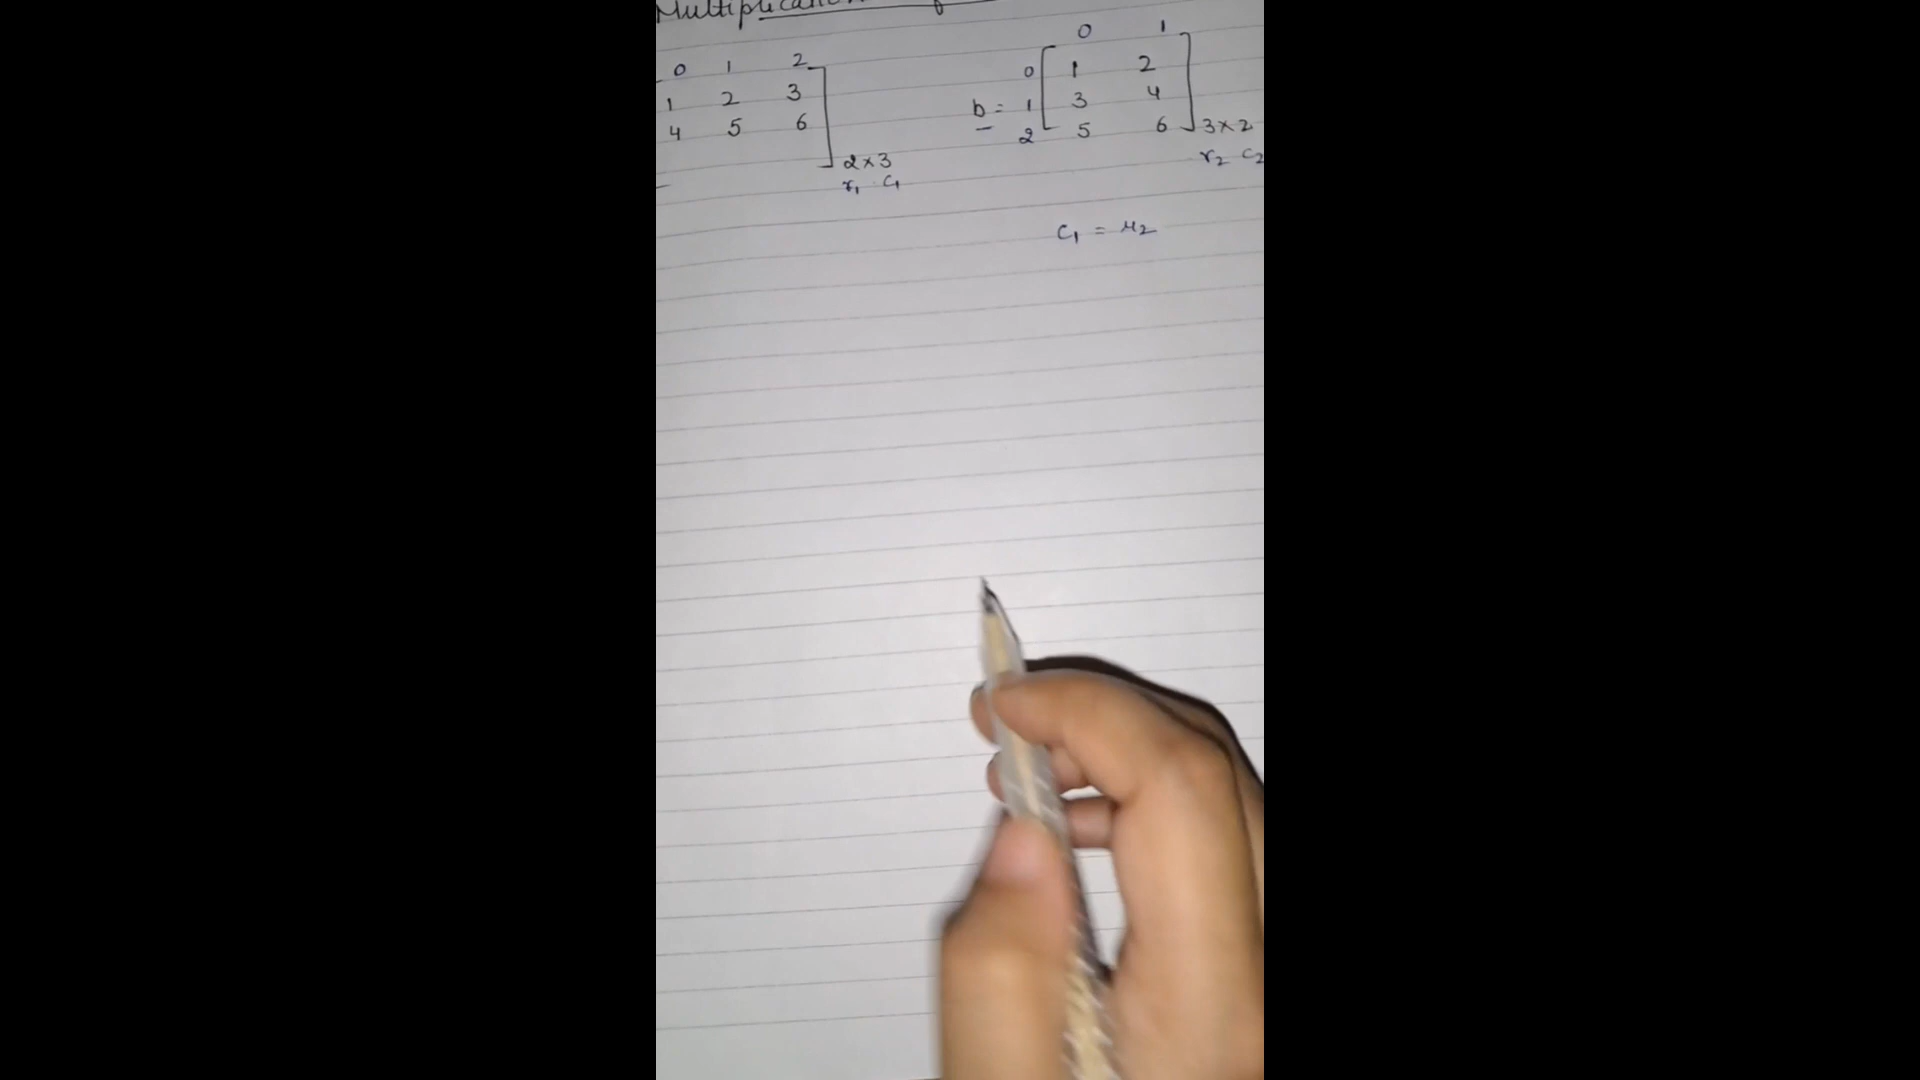 Multiplication
0 1 2
1 2 3
4 5 6
2×3
r1 c1
0 1
0 1 2
b = 1 3 4
2 5 6 3×2
r2 c2
c1 = r2